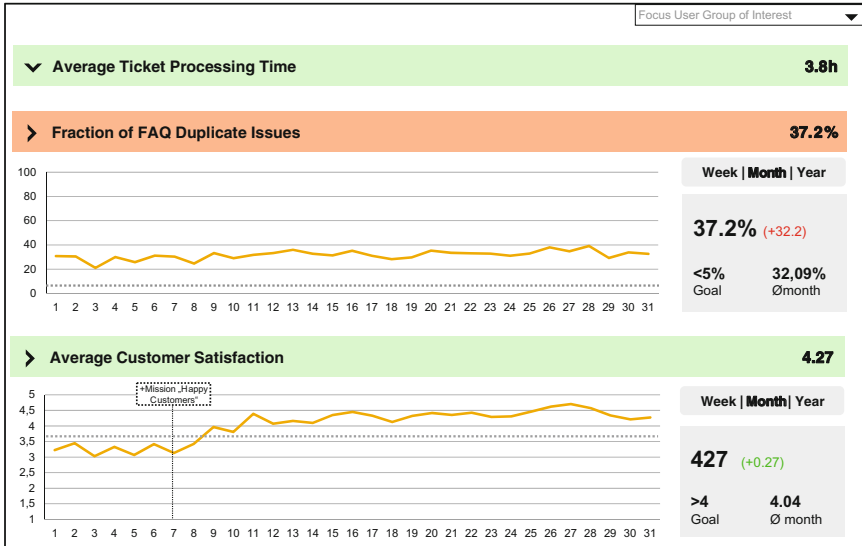 Focus User Group of Interest
Average Ticket Processing Time 3.8h
Fraction of FAQ Duplicate Issues 37.2%
100
80
60
40
20
0
1 2 3 4 5 6 7 8 9 10 11 12 13 14 15 16 17 18 19 20 21 22 23 24 25 26 27 28 29 30 31
Week | Month | Year
37.2% (+32.2)
<5% 32,09%
Goal Ømonth
Average Customer Satisfaction 4.27
+Mission „Happy
Customers"
5
4,5
4
3,5
3
2,5
2
1,5
1
1 2 3 4 5 6 7 8 9 10 11 12 13 14 15 16 17 18 19 20 21 22 23 24 25 26 27 28 29 30 31
Week | Month| Year
427 (+0.27)
>4 4.04
Goal Ø month